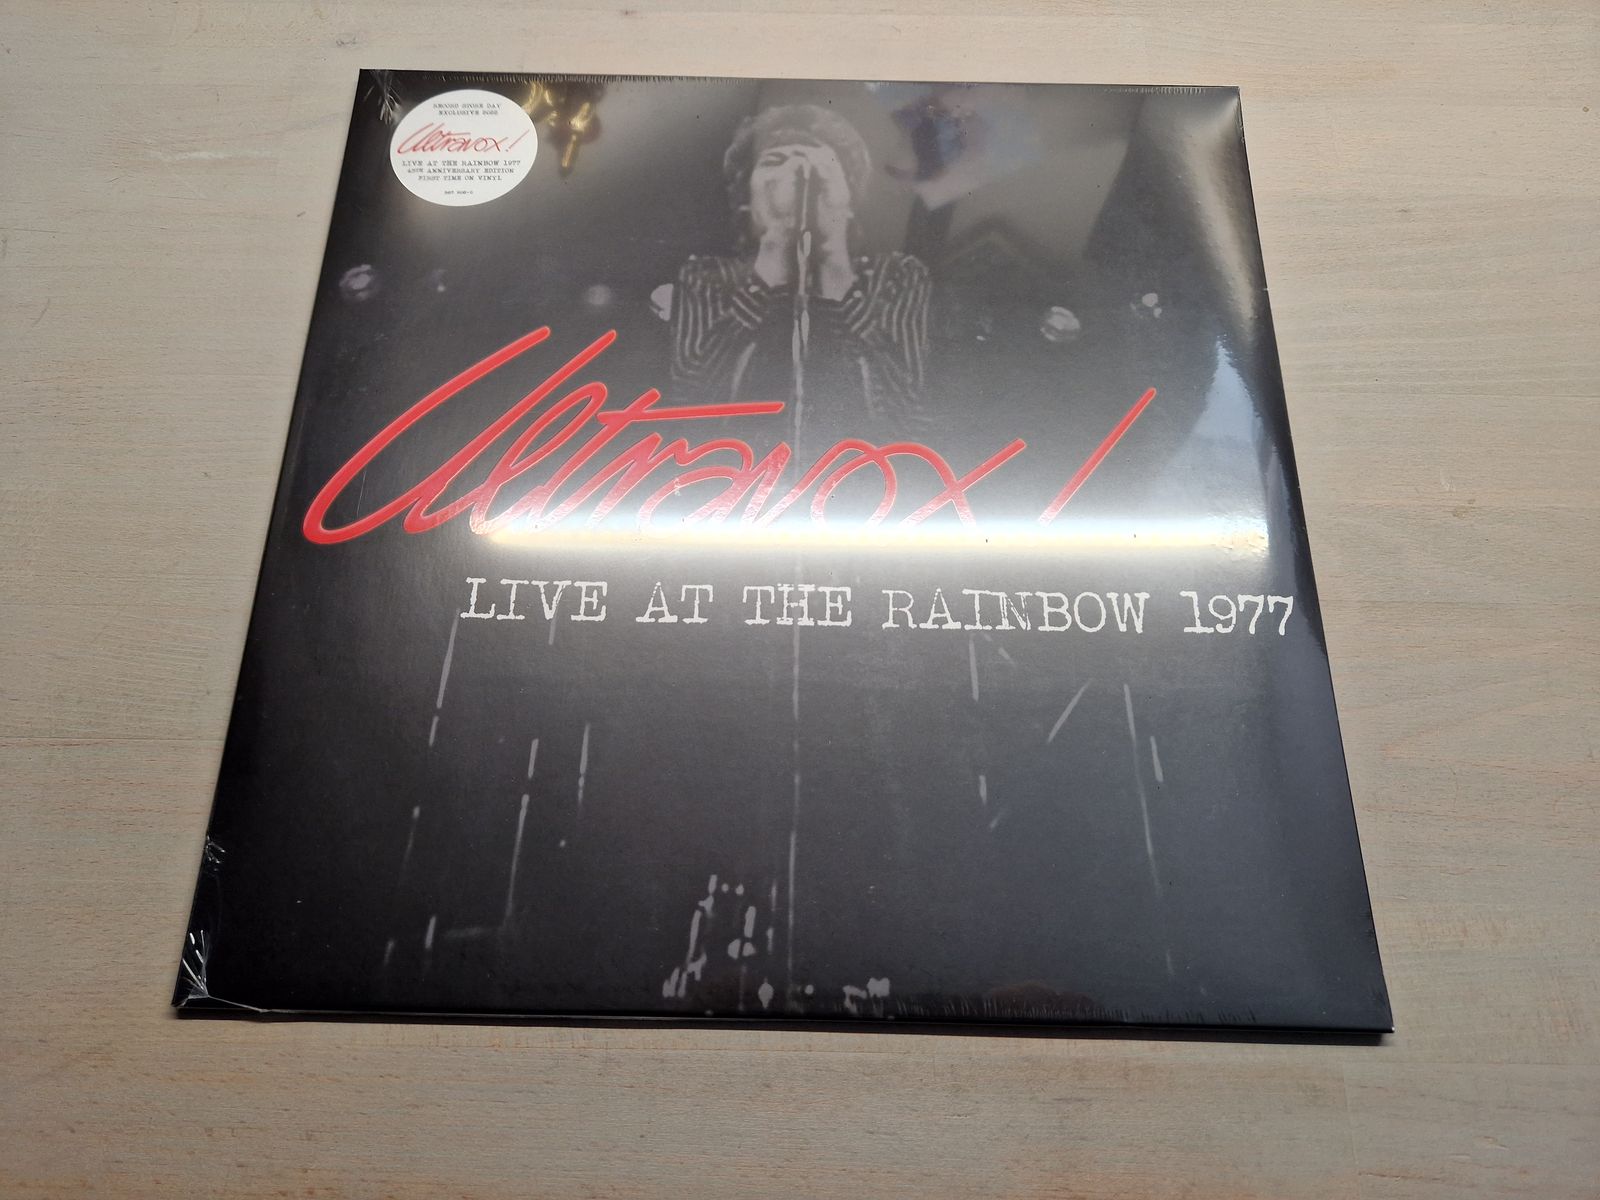 RECORD STORE DAY
EXCLUSIVE 2022
Ultravox!
LIVE AT THE RAINBOW 1977
45TH ANNIVERSARY EDITION
FIRST TIME ON VINYL
Ultravox!
LIVE AT THE RAINBOW 1977